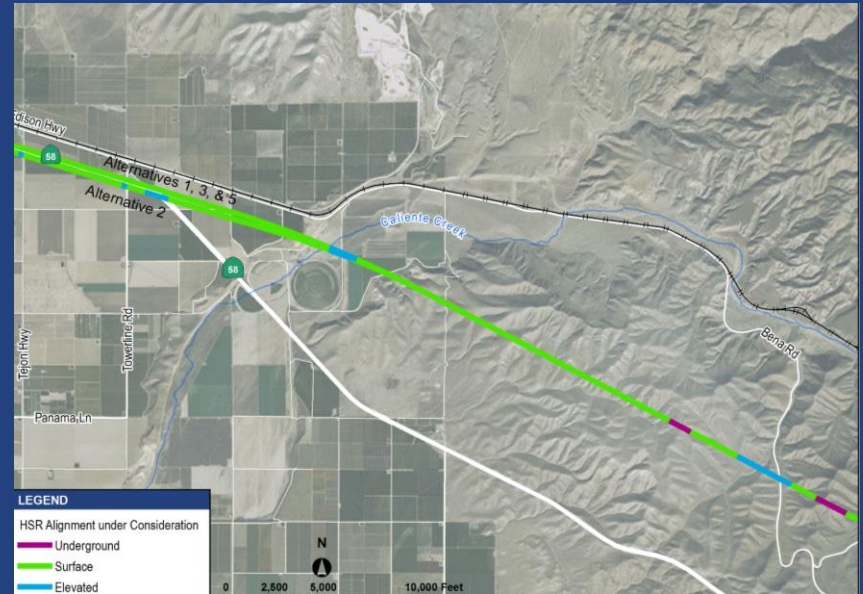 dison Hwy
58
Alternatives 1, 3, & 5
Alternative 2
Caliente Creek
58
Tejon Hwy
Towerline Rd
Bena Rd
Panama Ln
LEGEND
HSR Alignment under Consideration
Underground
Surface
Elevated
N
0 2,500 5,000 10,000 Feet